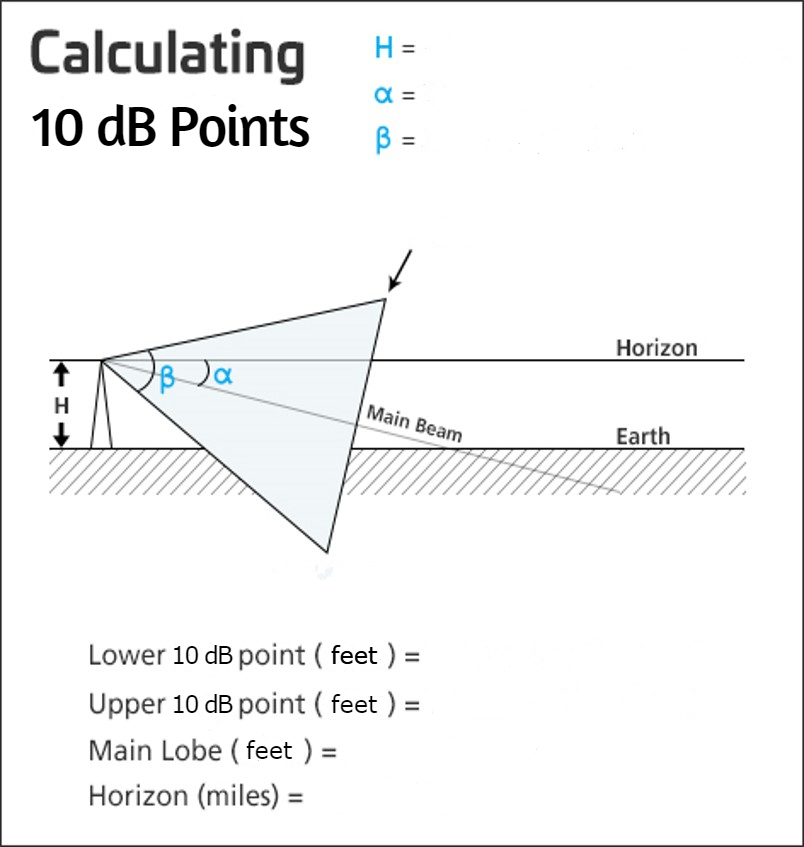 Calculating
10 dB Points
H =
α =
β =
Horizon
β
α
H
Main Beam
Earth
Lower 10 dB point ( feet ) =
Upper 10 dB point ( feet ) =
Main Lobe ( feet ) =
Horizon (miles) =